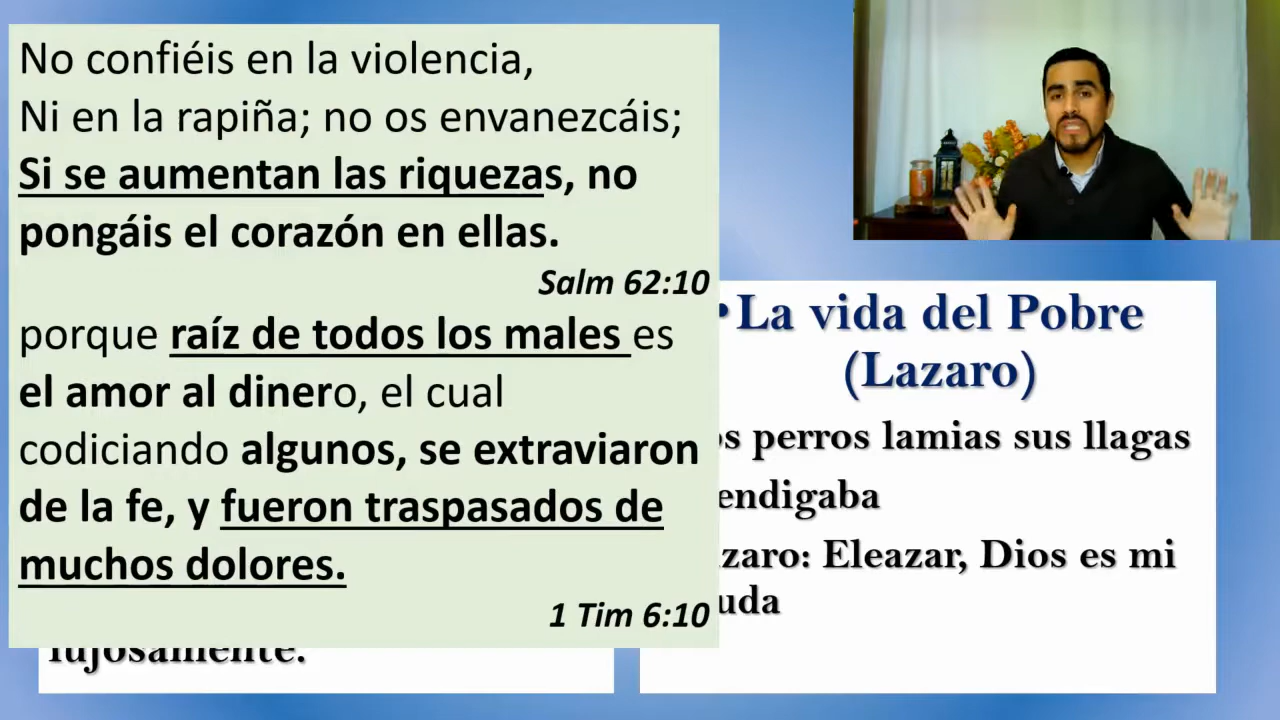 No confiéis en la violencia,
Ni en la rapiña; no os envanezcáis;
Si se aumentan las riquezas, no
pongáis el corazón en ellas.
Salm 62:10
porque raíz de todos los males es
el amor al dinero, el cual
codiciando algunos, se extraviaron
de la fe, y fueron traspasados de
muchos dolores.
1 Tim 6:10
lujosamente.
•La vida del Pobre
(Lazaro)
perros lamias sus llagas
endigaba
zaro: Eleazar, Dios es mi
uda